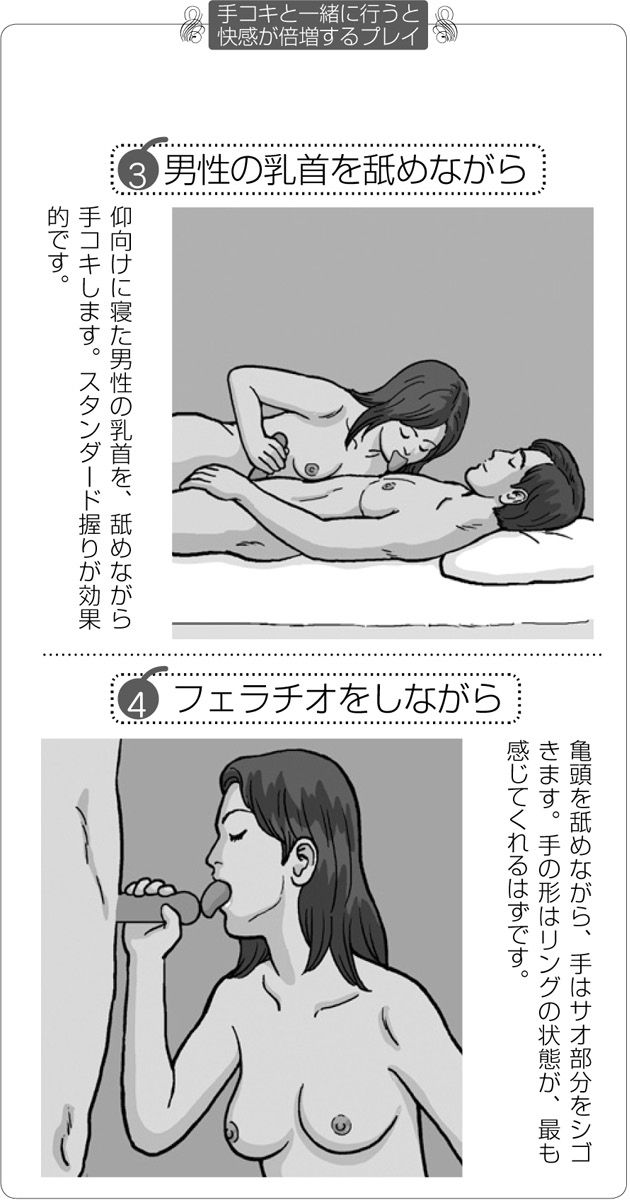 手コキと一緒に行うと
快感が倍増するプレイ
3 男性の乳首を舐めながら
仰向けに寝た男性の乳首を、舐めながら
手コキします。スタンダード握りが効果
的です。
4 フェラチオをしながら
亀頭を舐めながら、手はサオ部分をシゴ
きます。手の形はリングの状態が、最も
感じてくれるはずです。